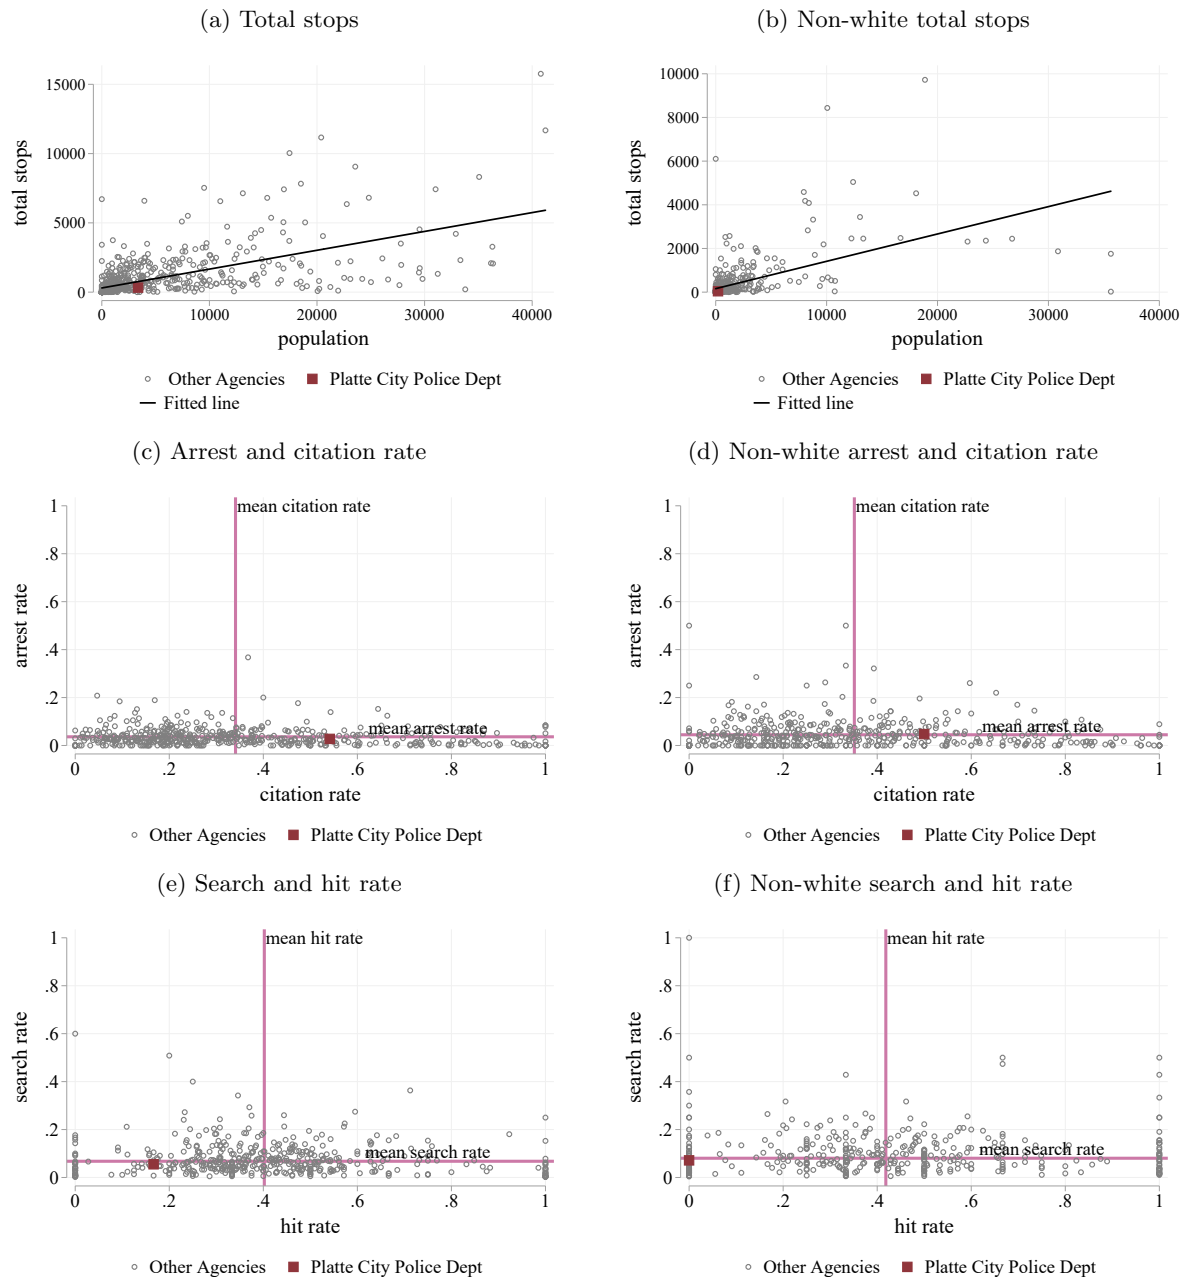 (a) Total stops
(b) Non-white total stops
15000
10000
5000
0
total stops
0 10000 20000 30000 40000
population
Other Agencies Platte City Police Dept
Fitted line
10000
8000
6000
4000
2000
0
total stops
0 10000 20000 30000 40000
population
Other Agencies Platte City Police Dept
Fitted line
(c) Arrest and citation rate
(d) Non-white arrest and citation rate
1
.8
.6
.4
.2
0
arrest rate
mean citation rate
mean arrest rate
0 .2 .4 .6 .8 1
citation rate
Other Agencies Platte City Police Dept
1
.8
.6
.4
.2
0
arrest rate
mean citation rate
mean arrest rate
0 .2 .4 .6 .8 1
citation rate
Other Agencies Platte City Police Dept
(e) Search and hit rate
(f) Non-white search and hit rate
1
.8
.6
.4
.2
0
search rate
mean hit rate
mean search rate
0 .2 .4 .6 .8 1
hit rate
Other Agencies Platte City Police Dept
1
.8
.6
.4
.2
0
search rate
mean hit rate
mean search rate
0 .2 .4 .6 .8 1
hit rate
Other Agencies Platte City Police Dept